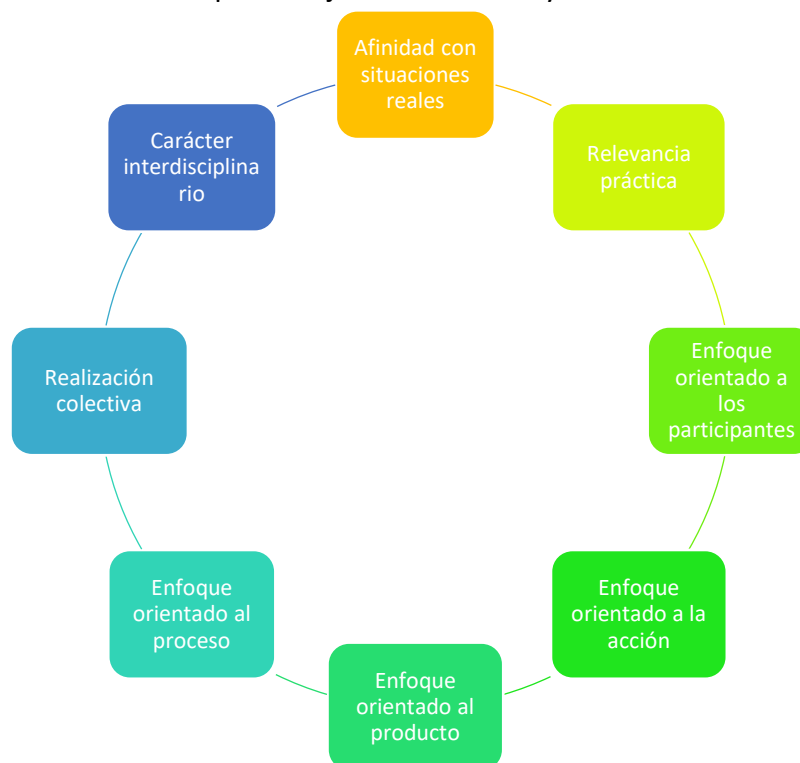 Afinidad con
situaciones
reales
Relevancia
práctica
Enfoque
orientado a
los
participantes
Enfoque
orientado a la
acción
Enfoque
orientado al
producto
Enfoque
orientado al
proceso
Realización
colectiva
Carácter
interdisciplina
rio